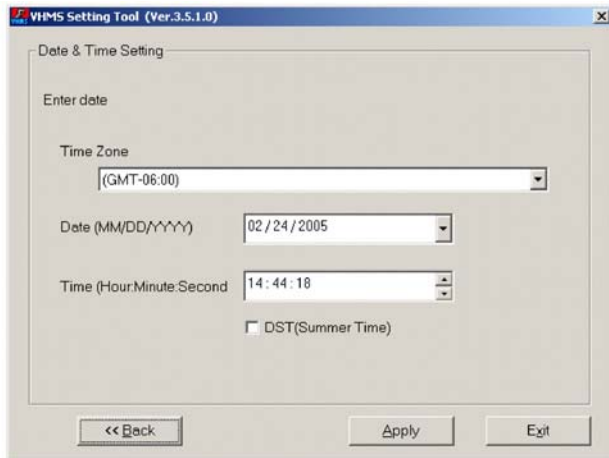 VHMS Setting Tool (Ver.3.5.1.0)
Date & Time Setting
Enter date
Time Zone
(GMT-06:00)
Date (MM/DD/YYYY)
02/24/2005
Time (Hour:Minute:Second
14:44:18
DST(Summer Time)
<< Back
Apply
Exit